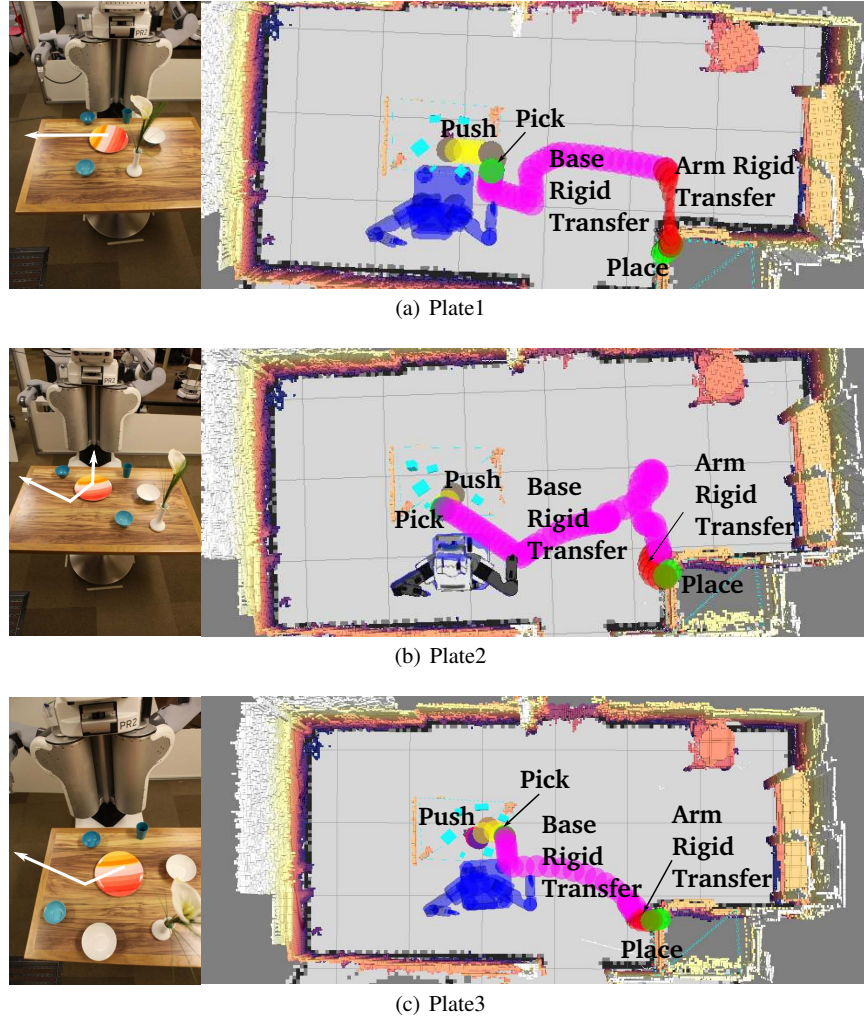 PR2
Push
Pick
Base
Rigid
Transfer
Arm Rigid
Transfer
Place
(a) Plate1
PR2
Push
Pick
Base
Rigid
Transfer
Arm
Rigid
Transfer
Place
(b) Plate2
PR2
Push
Pick
Base
Rigid
Transfer
Arm
Rigid
Transfer
Place
(c) Plate3